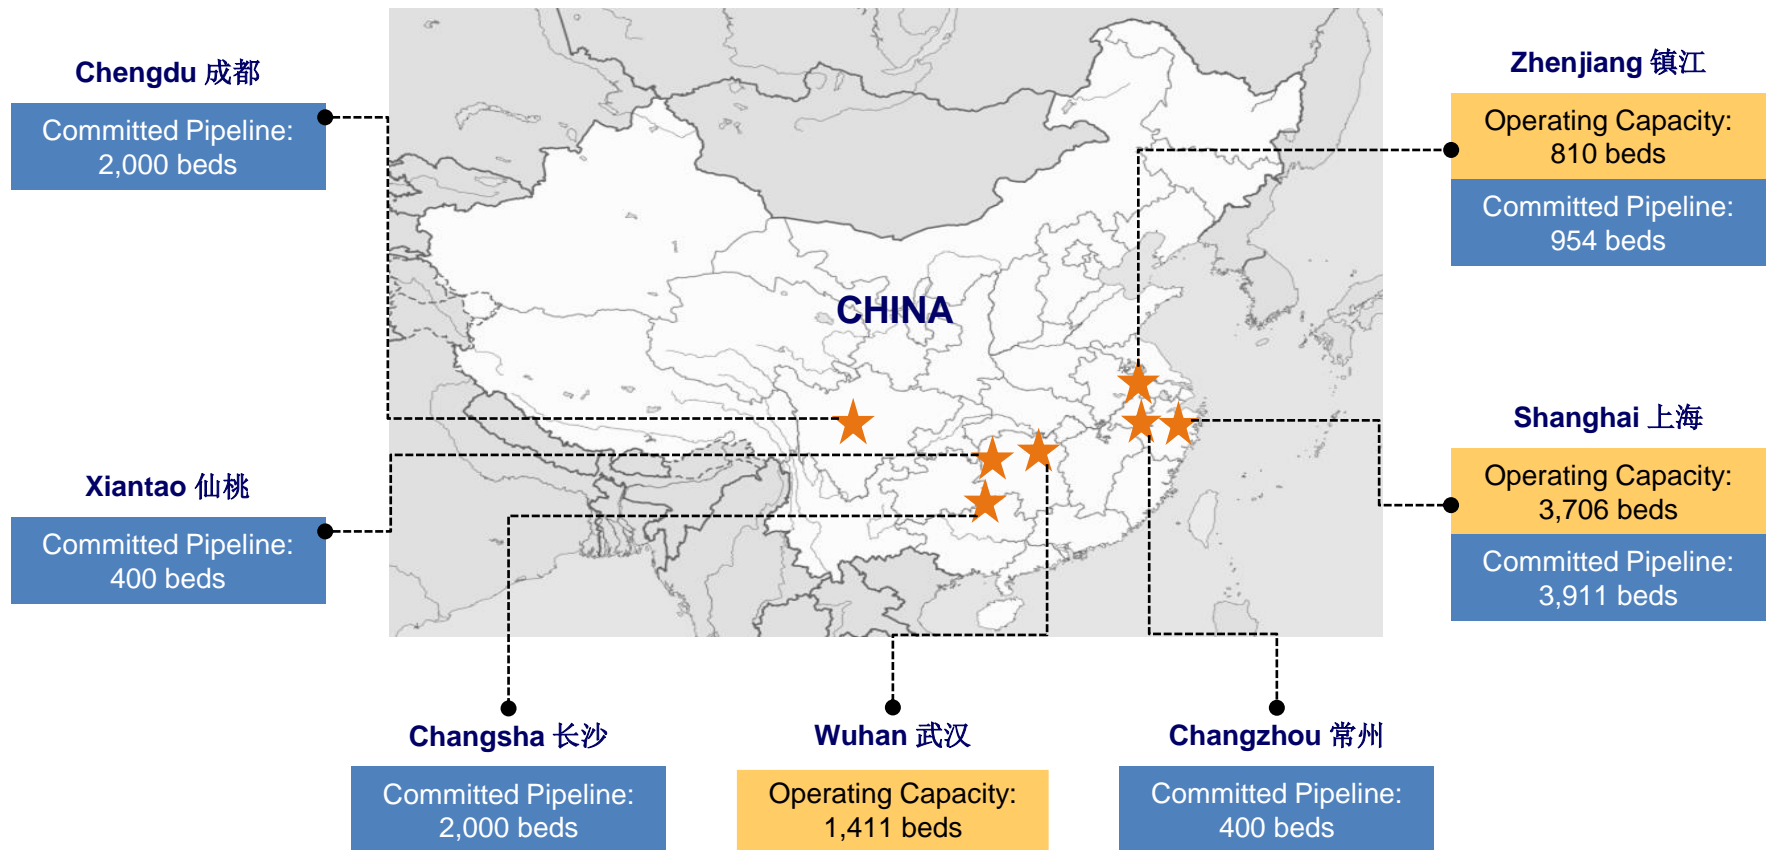 Chengdu 成都
Committed Pipeline:
2,000 beds
Xiantao 仙桃
Committed Pipeline:
400 beds
CHINA
Zhenjiang 镇江
Operating Capacity:
810 beds
Committed Pipeline:
954 beds
Shanghai 上海
Operating Capacity:
3,706 beds
Committed Pipeline:
3,911 beds
Changsha 长沙
Committed Pipeline:
2,000 beds
Wuhan 武汉
Operating Capacity:
1,411 beds
Changzhou 常州
Committed Pipeline:
400 beds